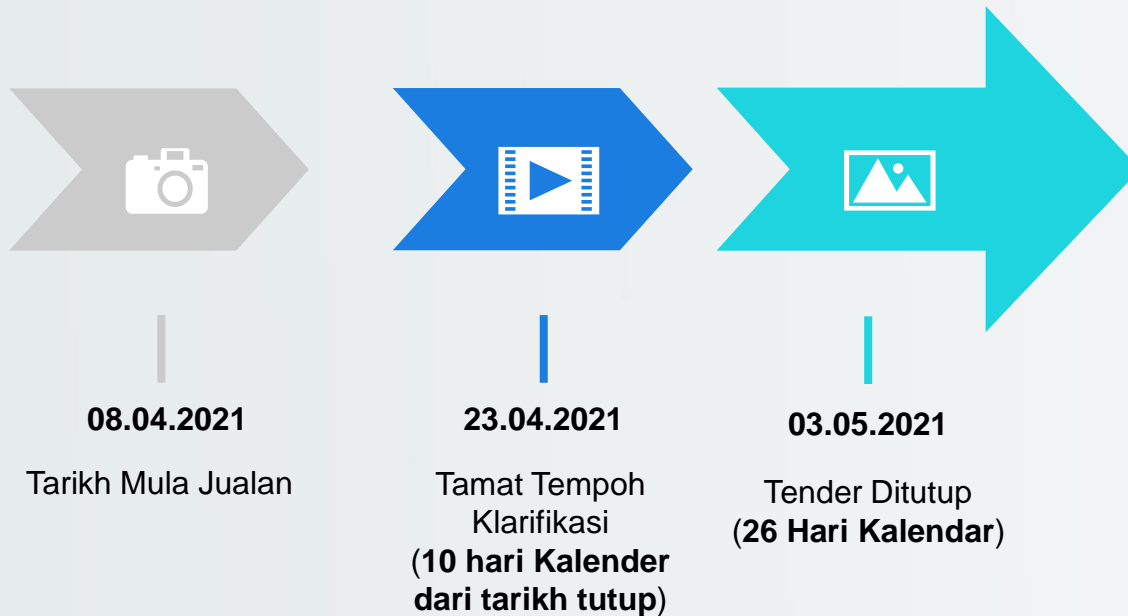 08.04.2021
Tarikh Mula Jualan
23.04.2021
Tamat Tempoh
Klarifikasi
(10 hari Kalender
dari tarikh tutup)
03.05.2021
Tender Ditutup
(26 Hari Kalendar)